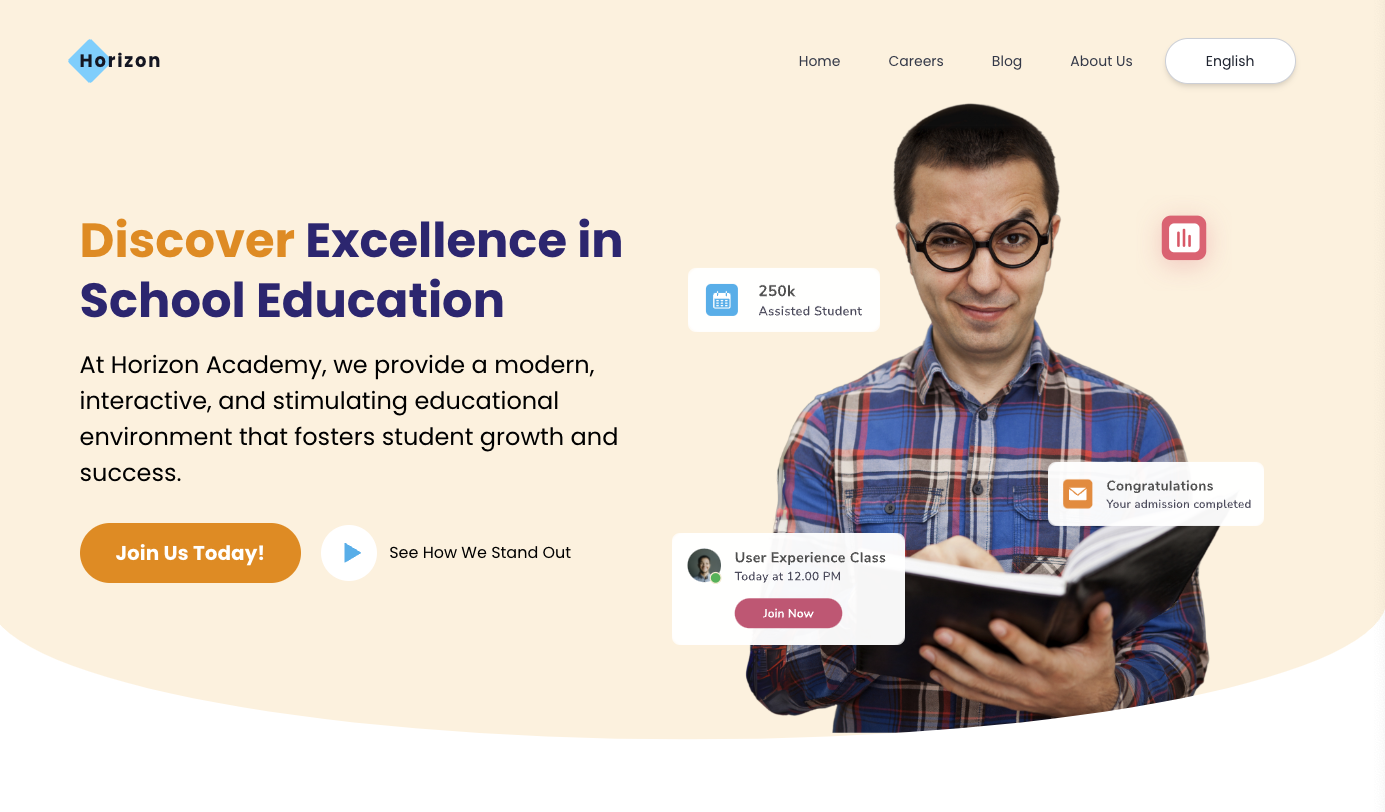 Horizon
Home
Careers
Blog
About Us
English
Discover Excellence in
School Education
At Horizon Academy, we provide a modern,
interactive, and stimulating educational
environment that fosters student growth and
success.
Join Us Today!
See How We Stand Out
250k
Assisted Student
Congratulations
Your admission completed
User Experience Class
Today at 12.00 PM
Join Now